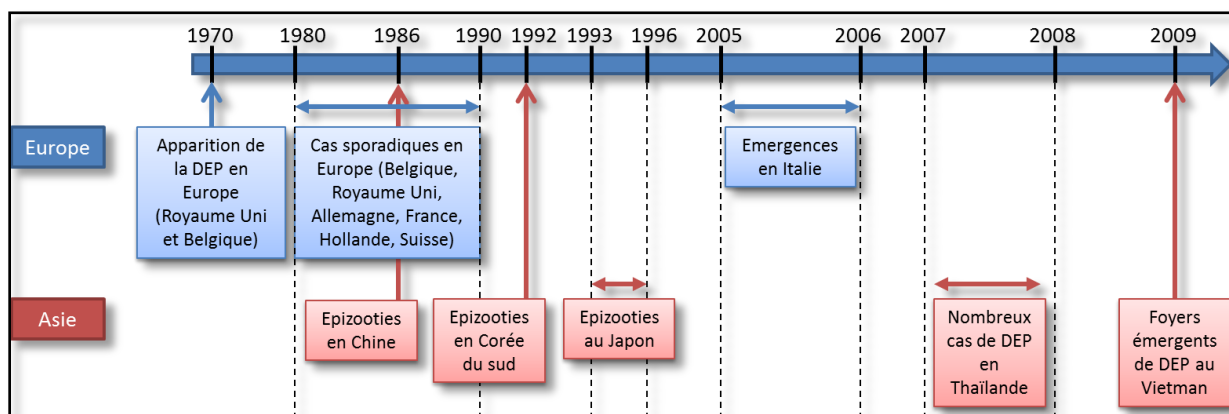 1970 1980 1986 1990 1992 1993 1996 2005 2006 2007 2008 2009
Europe
Apparition de
la DEP en
Europe
(Royaume Uni
et Belgique)
Cas sporadiques en
Europe (Belgique,
Royaume Uni,
Allemagne, France,
Hollande, Suisse)
Emergences
en Italie
Asie
Epizooties
en Chine
Epizooties
en Corée
du sud
Epizooties
au Japon
Nombreux
cas de DEP
en
Thaïlande
Foyers
émergents
de DEP au
Vietman